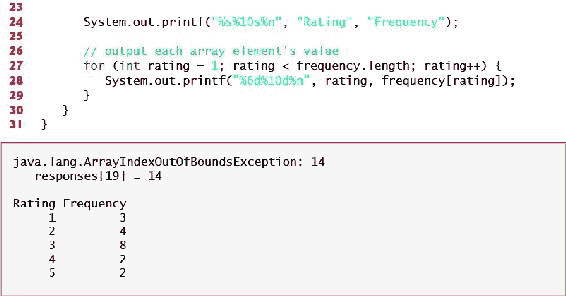 23
24 System.out.printf("%s%10s%n", "Rating", "Frequency");
25
26 // output each array element's value
27 for (int rating = 1; rating < frequency.length; rating++) {
28 System.out.printf("%6d%10d%n", rating, frequency[rating]);
29 }
30 }
31 }
java.lang.ArrayIndexOutOfBoundsException: 14
responses[19] = 14
Rating Frequency
1 3
2 4
3 8
4 2
5 2